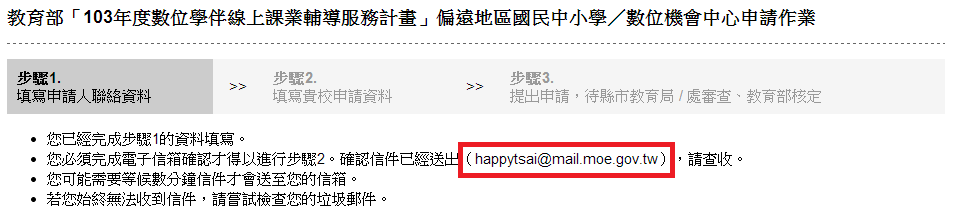 教育部「103年度數位學伴線上課業輔導服務計畫」偏遠地區國民中小學／數位機會中心申請作業
步驟1.
填寫申請人聯絡資料
>>
步驟2.
填寫貴校申請資料
>>
步驟3.
提出申請，待縣市教育局 / 處審查、教育部核定
您已經完成步驟1的資料填寫。
您必須完成電子信箱確認才得以進行步驟2。確認信件已經送出（happytsai@mail.moe.gov.tw），請查收。
您可能需要等候數分鐘信件才會送至您的信箱。
若您始終無法收到信件，請嘗試檢查您的垃圾郵件。